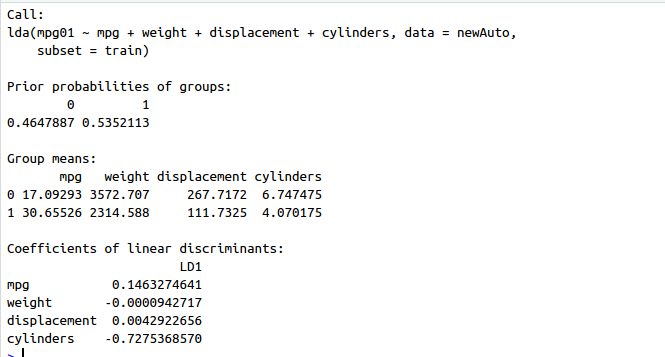 Call:
lda(mpg01 ~ mpg + weight + displacement + cylinders, data = newAuto,
    subset = train)
Prior probabilities of groups:
        0         1
0.4647887 0.5352113
Group means:
       mpg   weight displacement cylinders
0 17.09293 3572.707     267.7172  6.747475
1 30.65526 2314.588     111.7325  4.070175
Coefficients of linear discriminants:
                       LD1
mpg           0.1463274641
weight       -0.0000942717
displacement  0.0042922656
cylinders    -0.7275368570
>